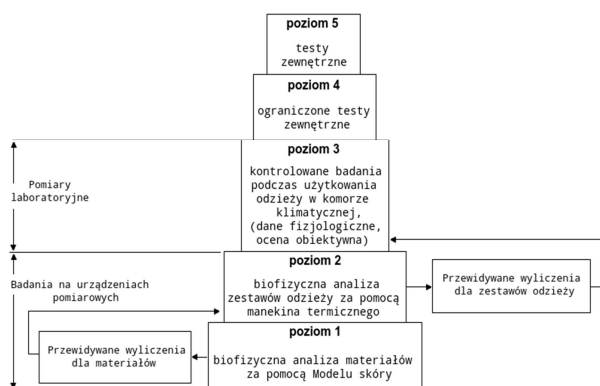 poziom 5
testy
zewnętrzne
poziom 4
ograniczone testy
zewnętrzne
poziom 3
kontrolowane badania
podczas użytkowania
odzieży w komorze
klimatycznej,
(dane fizjologiczne,
ocena obiektywna)
Pomiary
laboratoryjne
poziom 2
biofizyczna analiza
zestawów odzieży za pomocą
manekina termicznego
Przewidywane wyliczenia
dla zestawów odzieży
Badania na urządzeniach
pomiarowych
poziom 1
biofizyczna analiza materiałów
za pomocą Modelu skóry
Przewidywane wyliczenia
dla materiałów